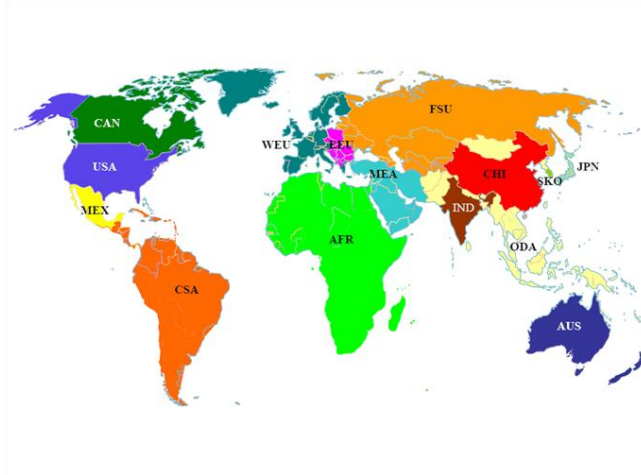 FSU
CAN
WEU
EEU
USA
MEA
CHI
JPN
SKO
MEX
IND
AFR
ODA
CSA
AUS